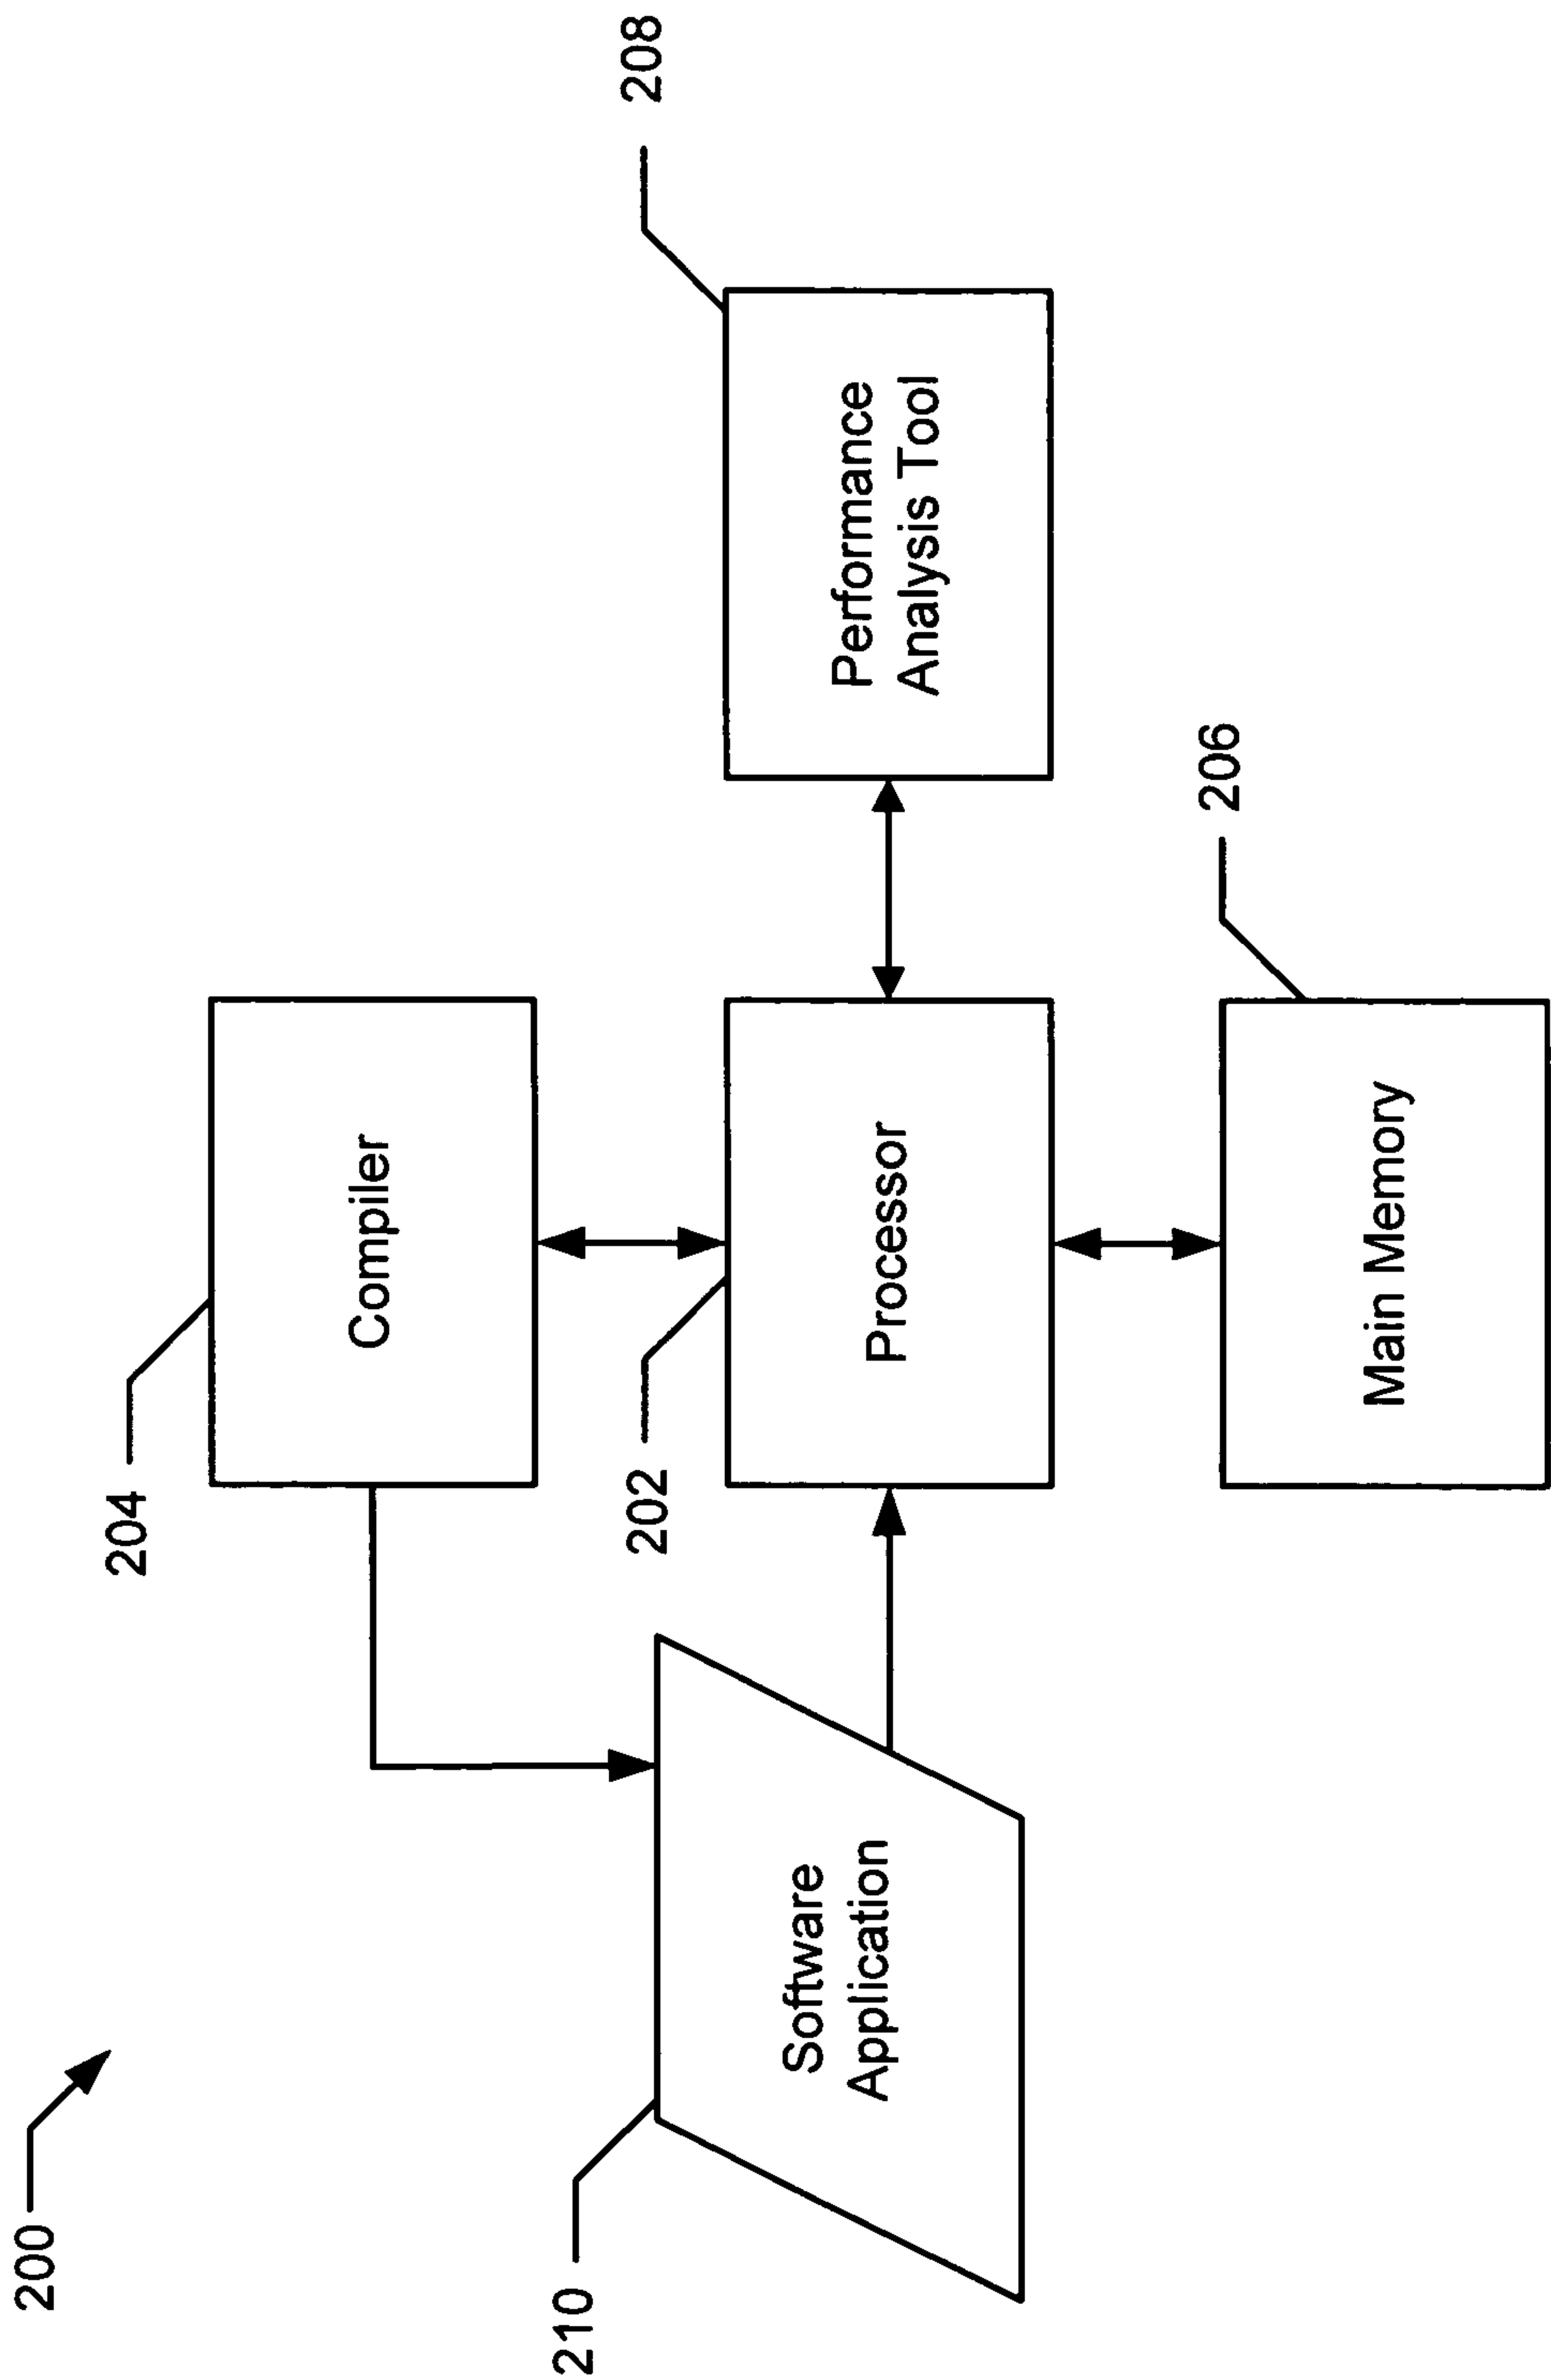 200
204
Compiler
210
Software
Application
202
Processor
208
Performance
Analysis Tool
206
Main Memory